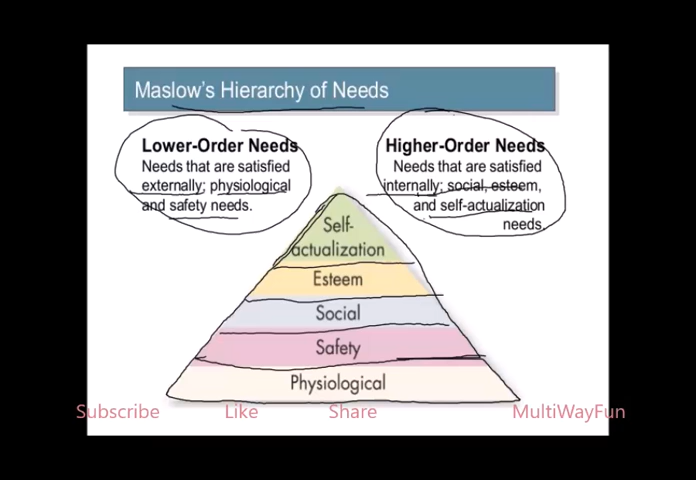 Maslow's Hierarchy of Needs
Lower-Order Needs
Needs that are satisfied
externally; physiological
and safety needs.
Higher-Order Needs
Needs that are satisfied
internally; social, esteem,
and self-actualization
needs.
Self-
actualization
Esteem
Social
Safety
Physiological
Subscribe Like Share MultiWayFun